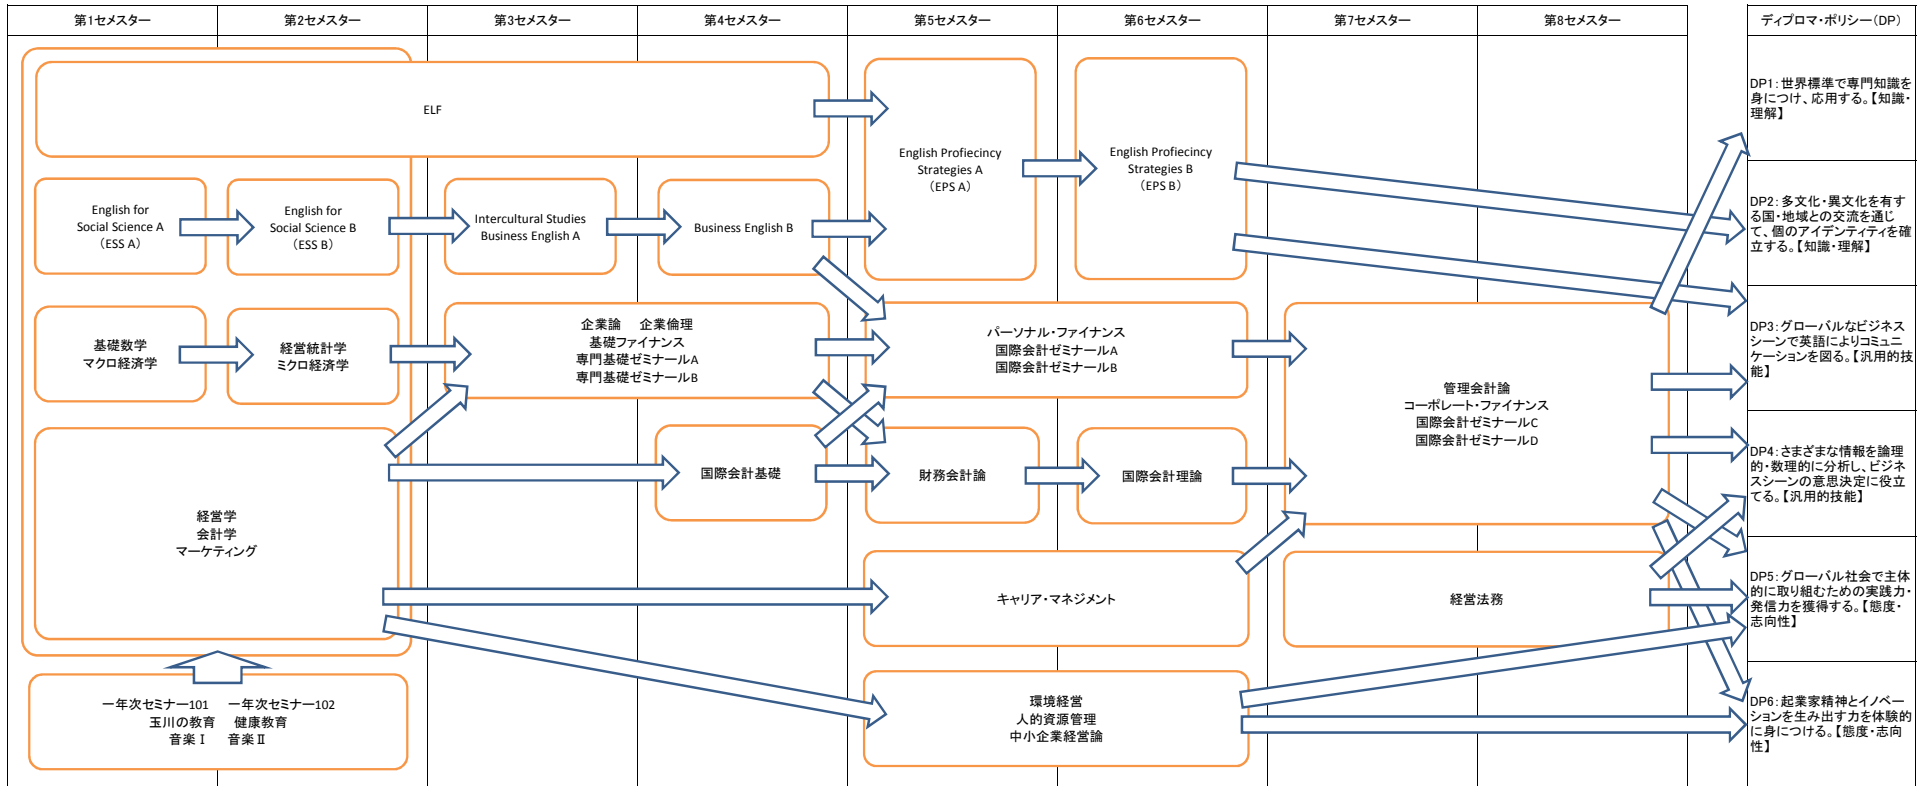 第1セメスター
第2セメスター
第3セメスター
第4セメスター
第5セメスター
第6セメスター
第7セメスター
第8セメスター
ディプロマ・ポリシー(DP)
ELF
English for
Social Science A
(ESS A)
English for
Social Science B
(ESS B)
Intercultural Studies
Business English A
Business English B
English Profiecincy
Strategies A
(EPS A)
English Profiecincy
Strategies B
(EPS B)
基礎数学
マクロ経済学
経営統計学
ミクロ経済学
企業論　企業倫理
基礎ファイナンス
専門基礎ゼミナールA
専門基礎ゼミナールB
パーソナル・ファイナンス
国際会計ゼミナールA
国際会計ゼミナールB
管理会計論
コーポレート・ファイナンス
国際会計ゼミナールC
国際会計ゼミナールD
国際会計基礎
財務会計論
国際会計理論
経営学
会計学
マーケティング
キャリア・マネジメント
経営法務
一年次セミナー101　一年次セミナー102
玉川の教育　健康教育
音楽Ⅰ　音楽Ⅱ
環境経営
人的資源管理
中小企業経営論
DP1:世界標準で専門知識を
身につけ、応用する。【知識・
理解】
DP2:多文化・異文化を有す
る国・地域との交流を通じ
て、個のアイデンティティを確
立する。【知識・理解】
DP3:グローバルなビジネス
シーンで英語によりコミュニ
ケーションを図る。【汎用的技
能】
DP4:さまざまな情報を論理
的・数理的に分析し、ビジネ
スシーンの意思決定に役立
てる。【汎用的技能】
DP5:グローバル社会で主体
的に取り組むための実践力・
発信力を獲得する。【態度・
志向性】
DP6:起業家精神とイノベー
ションを生み出す力を体験的
に身につける。【態度・志向
性】